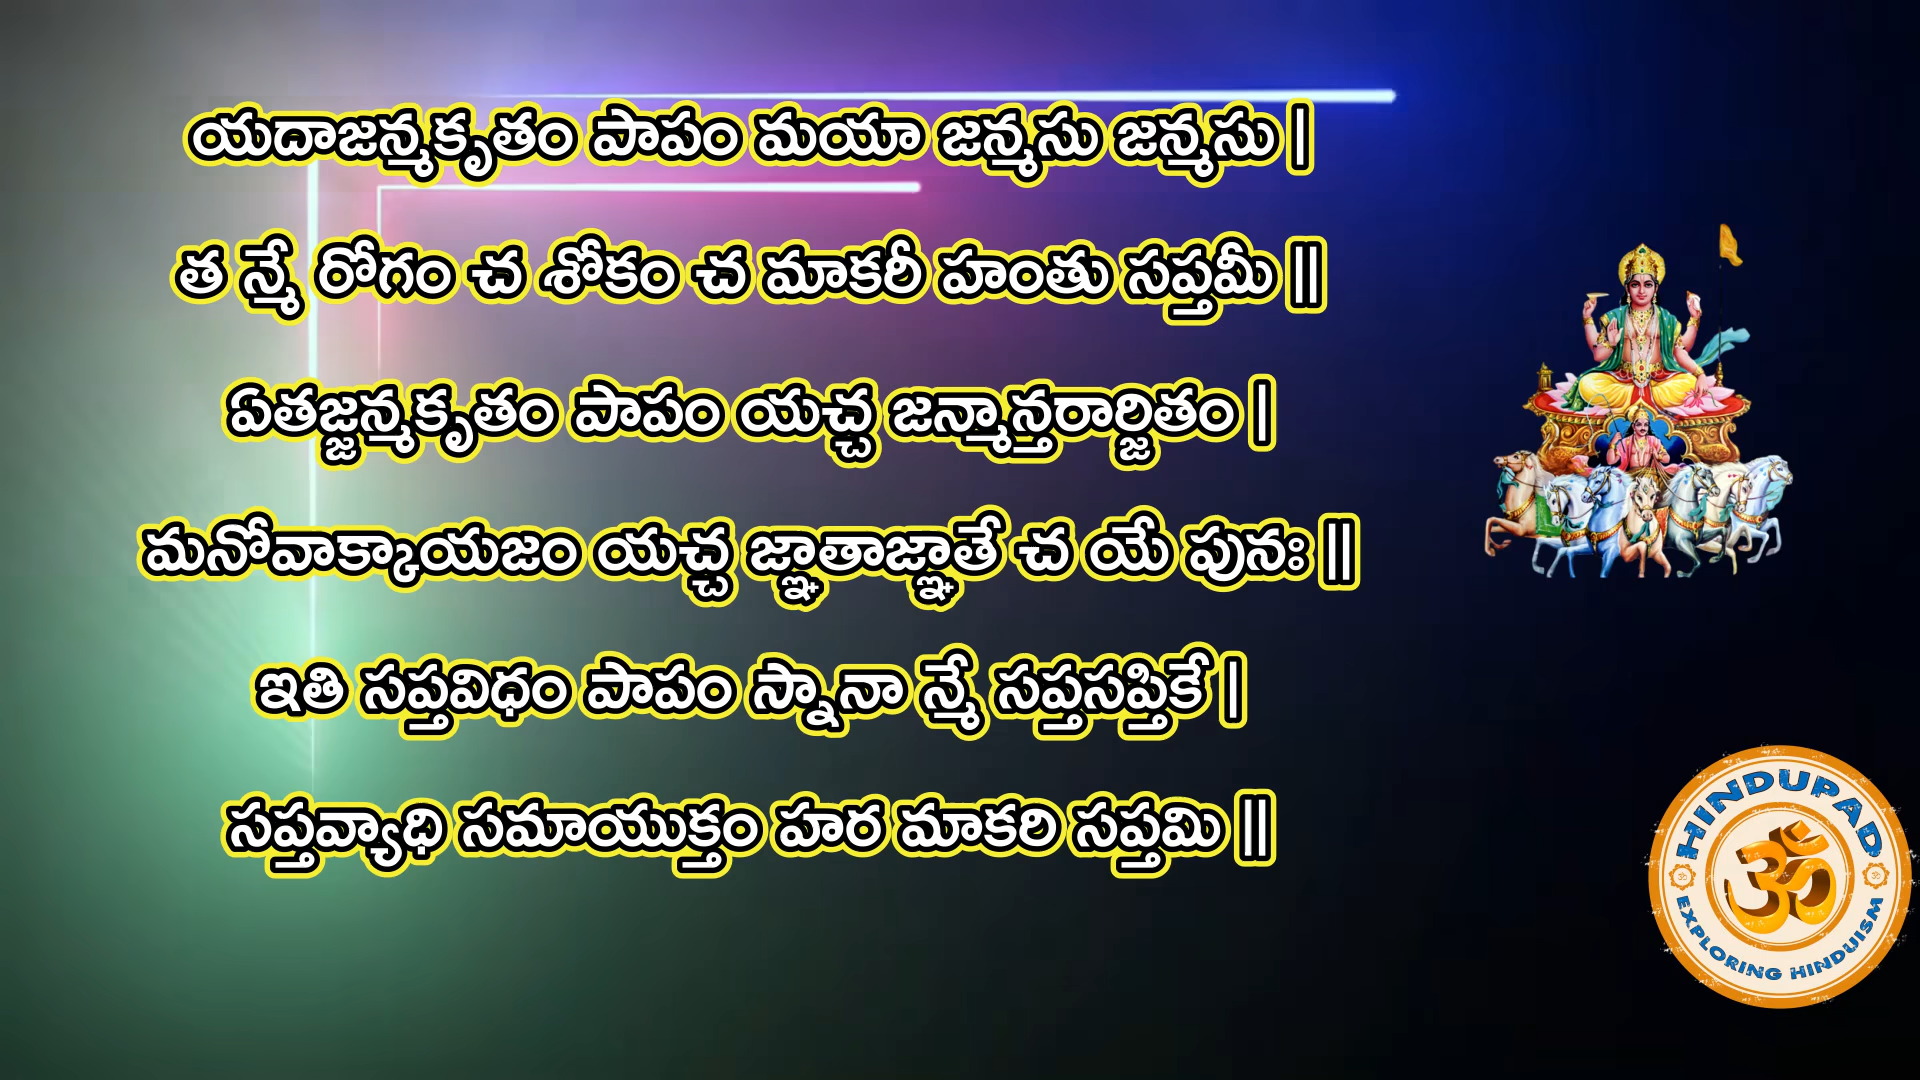 యదాజన్మకృతం పాపం మయా జన్మసు జన్మసు |
త న్మే రోగం చ శోకం చ మాకరీ హంతు సప్తమీ ||
ఏతజ్జన్మకృతం పాపం యచ్చ జన్మాన్తరార్జితం |
మనోవాక్కాయజం యచ్చ జ్ఞాతాజ్ఞాతే చ యే పునః ||
ఇతి సప్తవిధం పాపం స్నానా న్మే సప్తసప్తికే |
సప్తవ్యాధి సమాయుక్తం హర మాకరి సప్తమి ||
HINDUPAD
ॐ
EXPLORING HINDUISM